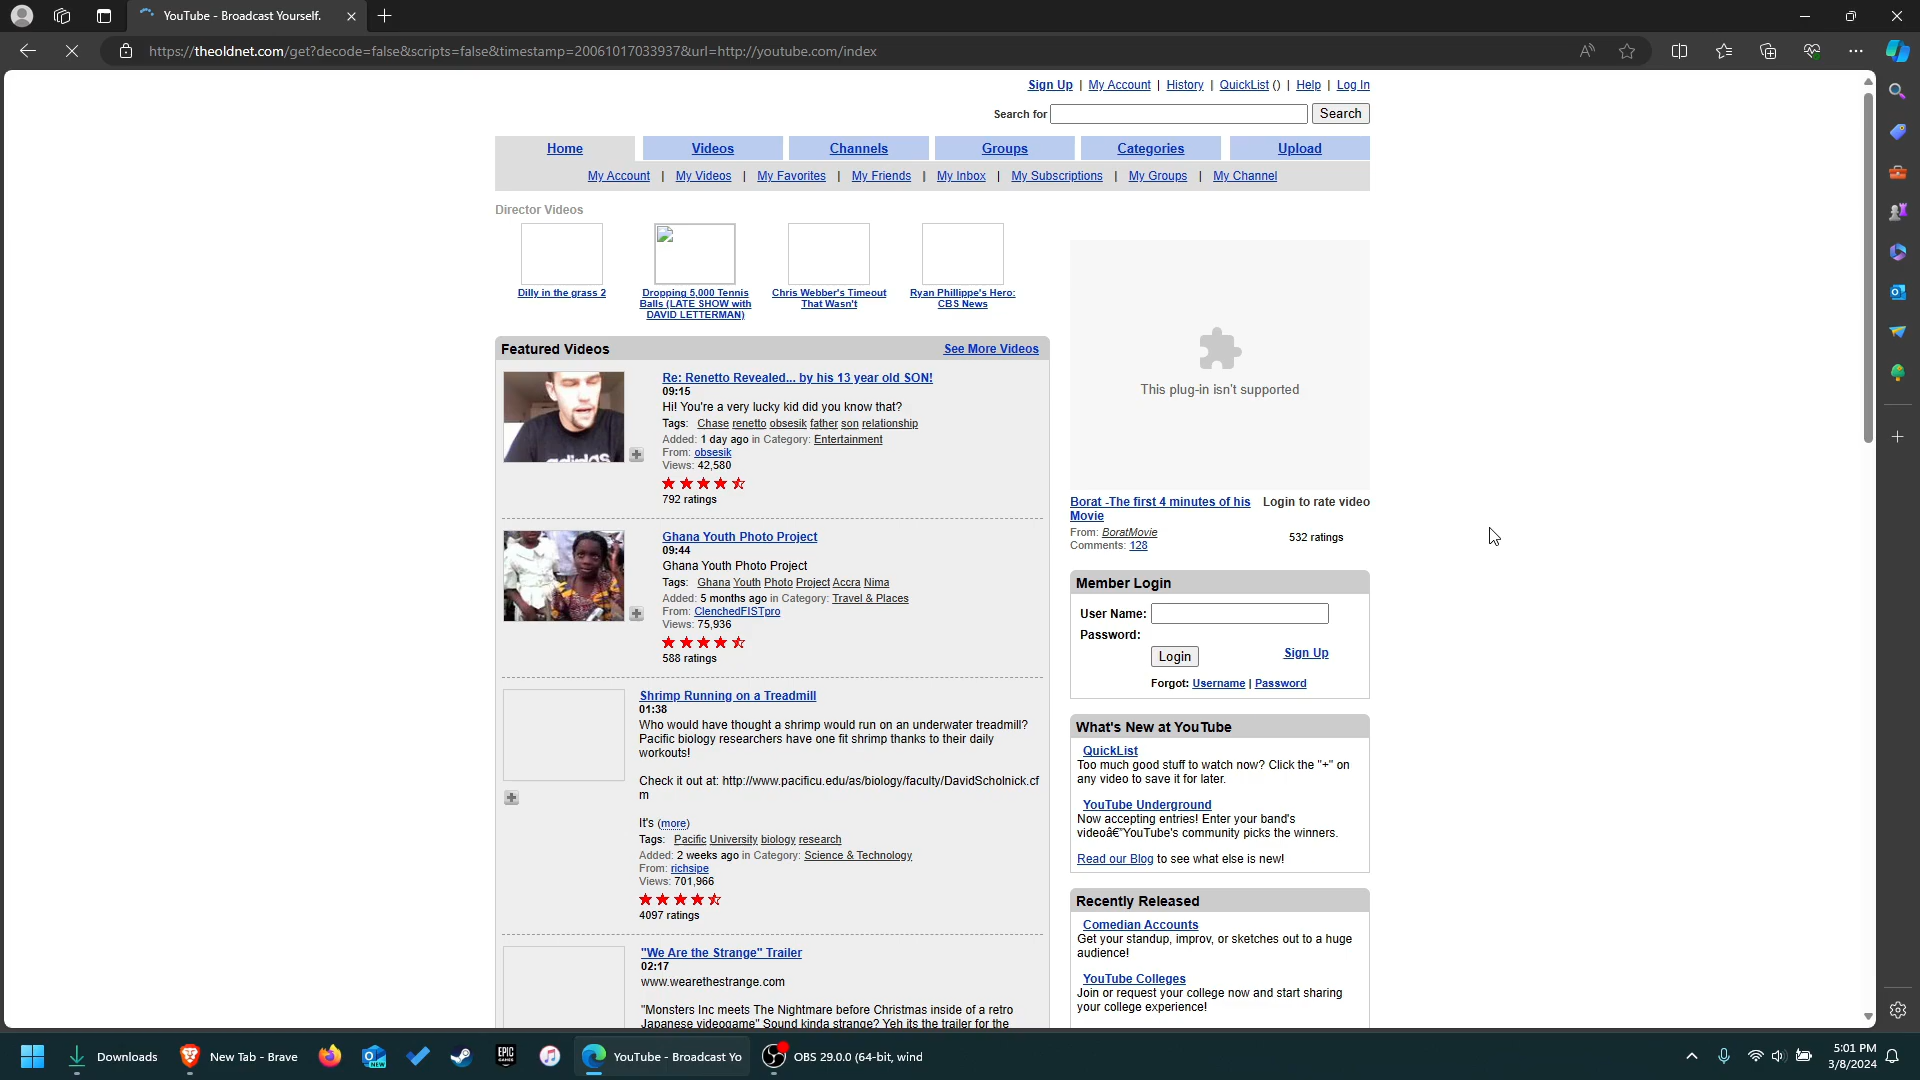 YouTube - Broadcast Yourself.
https://theoldnet.com/get?decode=false&scripts=false&timestamp=20061017033937&url=http://youtube.com/index
Sign Up | My Account | History | QuickList () | Help | Log In
Search for Search
Home Videos Channels Groups Categories Upload
My Account | My Videos | My Favorites | My Friends | My Inbox | My Subscriptions | My Groups | My Channel
Director Videos
Dilly in the grass 2
Dropping 5,000 Tennis
Balls (LATE SHOW with
DAVID LETTERMAN)
Chris Webber's Timeout
That Wasn't
Ryan Phillippe's Hero:
CBS News
Featured Videos See More Videos
Re: Renetto Revealed... by his 13 year old SON!
09:15
Hi! You're a very lucky kid did you know that?
Tags: Chase renetto obsesik father son relationship
Added: 1 day ago in Category: Entertainment
From: obsesik
Views: 42,580
792 ratings
adidas
Ghana Youth Photo Project
09:44
Ghana Youth Photo Project
Tags: Ghana Youth Photo Project Accra Nima
Added: 5 months ago in Category: Travel & Places
From: ClenchedFISTpro
Views: 75,936
588 ratings
Shrimp Running on a Treadmill
01:38
Who would have thought a shrimp would run on an underwater treadmill?
Pacific biology researchers have one fit shrimp thanks to their daily
workouts!
Check it out at: http://www.pacificu.edu/as/biology/faculty/DavidScholnick.cf
m
It's (more)
Tags: Pacific University biology research
Added: 2 weeks ago in Category: Science & Technology
From: richsipe
Views: 701,966
4097 ratings
"We Are the Strange" Trailer
02:17
www.wearethestrange.com
"Monsters Inc meets The Nightmare before Christmas inside of a retro
Japanese videogame" Sound kinda strange? Yeh its the trailer for the
This plug-in isn't supported
Borat -The first 4 minutes of his
Movie
Login to rate video
From: BoratMovie
Comments: 128
532 ratings
Member Login
User Name:
Password:
Login Sign Up
Forgot: Username | Password
What's New at YouTube
QuickList
Too much good stuff to watch now? Click the "+" on
any video to save it for later.
YouTube Underground
Now accepting entries! Enter your band's
videoâ€"YouTube's community picks the winners.
Read our Blog to see what else is new!
Recently Released
Comedian Accounts
Get your standup, improv, or sketches out to a huge
audience!
YouTube Colleges
Join or request your college now and start sharing
your college experience!
Downloads New Tab - Brave NEW EPIC GAMES YouTube - Broadcast Yo OBS 29.0.0 (64-bit, wind
5:01 PM
3/8/2024